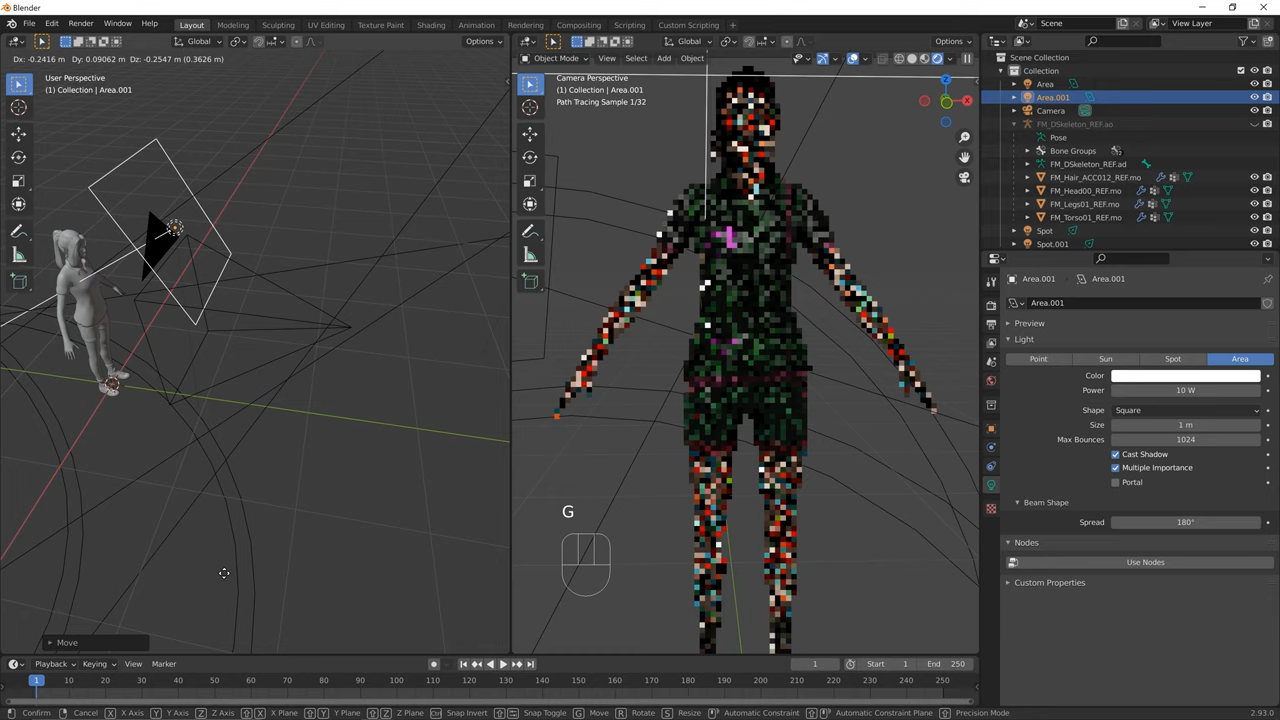 Blender
File Edit Render Window Help Layout Modeling Sculpting UV Editing Texture Paint Shading Animation Rendering Compositing Scripting Custom Scripting Scene View Layer
Global Options Global Options
Dx: -0.2416 m Dy: 0.09062 m Dz: -0.2547 m (0.3626 m) Object Mode View Select Add Object
User Perspective
(1) Collection | Area.001
Camera Perspective
(1) Collection | Area.001
Path Tracing Sample 1/32
Z
X
G
Move
Scene Collection
Collection
Area
Area.001
Camera
FM_DSkeleton_REF.ao
Pose
Bone Groups
FM_DSkeleton_REF.ad
FM_Hair_ACC012_REF.mo
FM_Head00_REF.mo
FM_Legs01_REF.mo
FM_Torso01_REF.mo
Spot
Spot.001
Area.001 Area.001
Area.001
Preview
Light
Point Sun Spot Area
Color
Power 10 W
Shape Square
Size 1 m
Max Bounces 1024
Cast Shadow
Multiple Importance
Portal
Beam Shape
Spread 180°
Nodes
Use Nodes
Custom Properties
Playback Keying View Marker 1 Start 1 End 250
1 10 20 30 40 50 60 70 80 90 100 110 120 130 140 150 160 170 180 190 200 210 220 230 240 250
Confirm Cancel X X Axis Y Y Axis Z Z Axis X X Plane Y Y Plane Z Z Plane Snap Invert Snap Toggle G Move R Rotate S Resize Automatic Constraint Automatic Constraint Plane Precision Mode 2.93.0